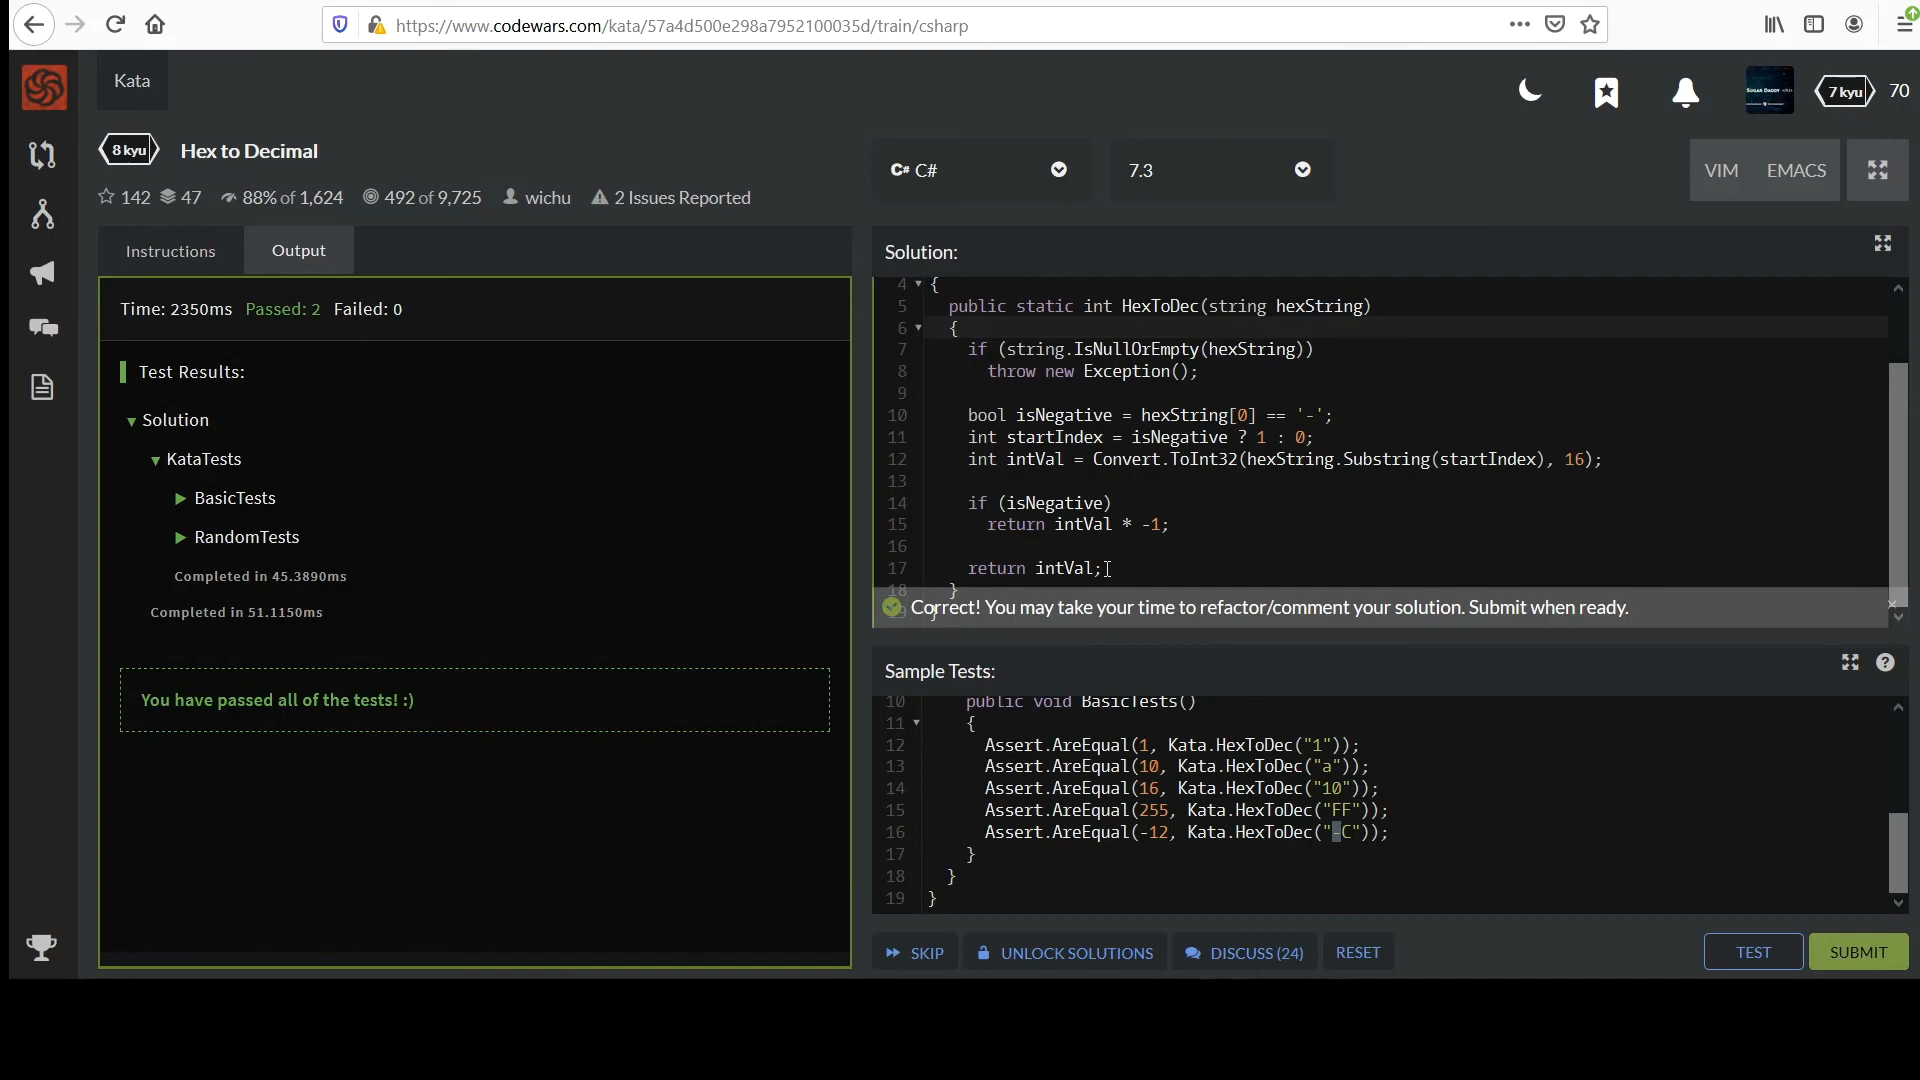 https://www.codewars.com/kata/57a4d500e298a7952100035d/train/csharp
Kata
SUGAR DADDY
7 kyu
70
8 kyu
Hex to Decimal
142 47 88% of 1,624 492 of 9,725 wichu 2 Issues Reported
C# C#
7.3
VIM EMACS
Instructions
Output
Time: 2350ms Passed: 2 Failed: 0
Test Results:
▼ Solution
▼ KataTests
▶ BasicTests
▶ RandomTests
Completed in 45.3890ms
Completed in 51.1150ms
You have passed all of the tests! :)
Solution:
4 {
5 public static int HexToDec(string hexString)
6 {
7 if (string.IsNullOrEmpty(hexString))
8 throw new Exception();
9
10 bool isNegative = hexString[0] == '-';
11 int startIndex = isNegative ? 1 : 0;
12 int intVal = Convert.ToInt32(hexString.Substring(startIndex), 16);
13
14 if (isNegative)
15 return intVal * -1;
16
17 return intVal;
18 }
19 }
Correct! You may take your time to refactor/comment your solution. Submit when ready.
Sample Tests:
10 public void BasicTests()
11 {
12 Assert.AreEqual(1, Kata.HexToDec("1"));
13 Assert.AreEqual(10, Kata.HexToDec("a"));
14 Assert.AreEqual(16, Kata.HexToDec("10"));
15 Assert.AreEqual(255, Kata.HexToDec("FF"));
16 Assert.AreEqual(-12, Kata.HexToDec("-C"));
17 }
18 }
19 }
SKIP
UNLOCK SOLUTIONS
DISCUSS (24)
RESET
TEST
SUBMIT